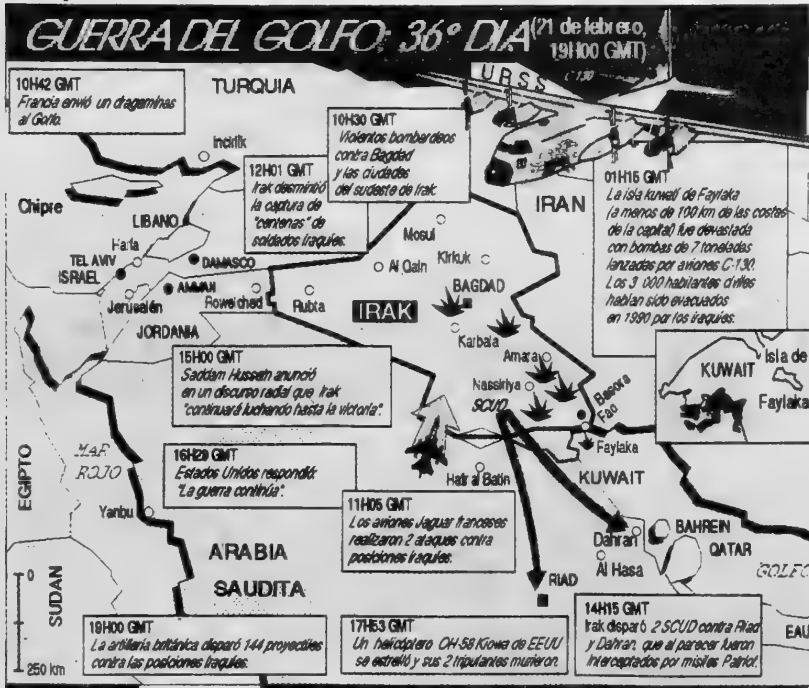 GUERRA DEL GOLFO: 36° DIA (21 de febrero,
19H00 GMT)
URSS
C-130
10H42 GMT
Francia envió un dragaminas
al Golfo.
TURQUIA
10H30 GMT
Violentos bombardeos
contra Bagdad
y las ciudades
del sudeste de Irak.
Incirlik
12H01 GMT
Irak desmintió
la captura de
"centenas" de
soldados iraquíes.
01H16 GMT
La isla kuwaití de Faylaka
(a menos de 100 km de las costas
de la capital) fue devastada
con bombas de 7 toneladas
lanzadas por aviones C-130.
Los 3 000 habitantes civiles
habían sido evacuados
en 1990 por los iraquíes.
IRAN
Chipre
LIBANO
Mosul
Haifa
TEL AVIV
DAMASCO
Al Qain
Kirkuk
ISRAEL
AMMAN
BAGDAD
Jerusalén
Roweished
Rutba
IRAK
JORDANIA
Karbala
Amara
Isla de
KUWAIT
Faylaka
15H00 GMT
Saddam Hussein anunció
en un discurso radial que Irak
"continuará luchando hasta la victoria".
Nassiriya
SCUD
Basora
Fao
Faylaka
EGIPTO
MAR
ROJO
16H29 GMT
Estados Unidos respondió:
"La guerra continúa".
Hafr al Batin
KUWAIT
Yanbu
11H05 GMT
Los aviones Jaguar franceses
realizaron 2 ataques contra
posiciones iraquíes.
Dahran
BAHREIN
QATAR
Al Hasa
ARABIA
SAUDITA
GOLFO
RIAD
SUDAN
0
250 km
19H00 GMT
La artillería británica disparó 144 proyectiles
contra las posiciones iraquíes.
17H53 GMT
Un helicóptero OH-58 Kiowa de EEUU
se estrelló y sus 2 tripulantes murieron.
14H15 GMT
Irak disparó 2 SCUD contra Riad
y Dahran, que al parecer fueron
interceptados por misiles Patriot.
EAU